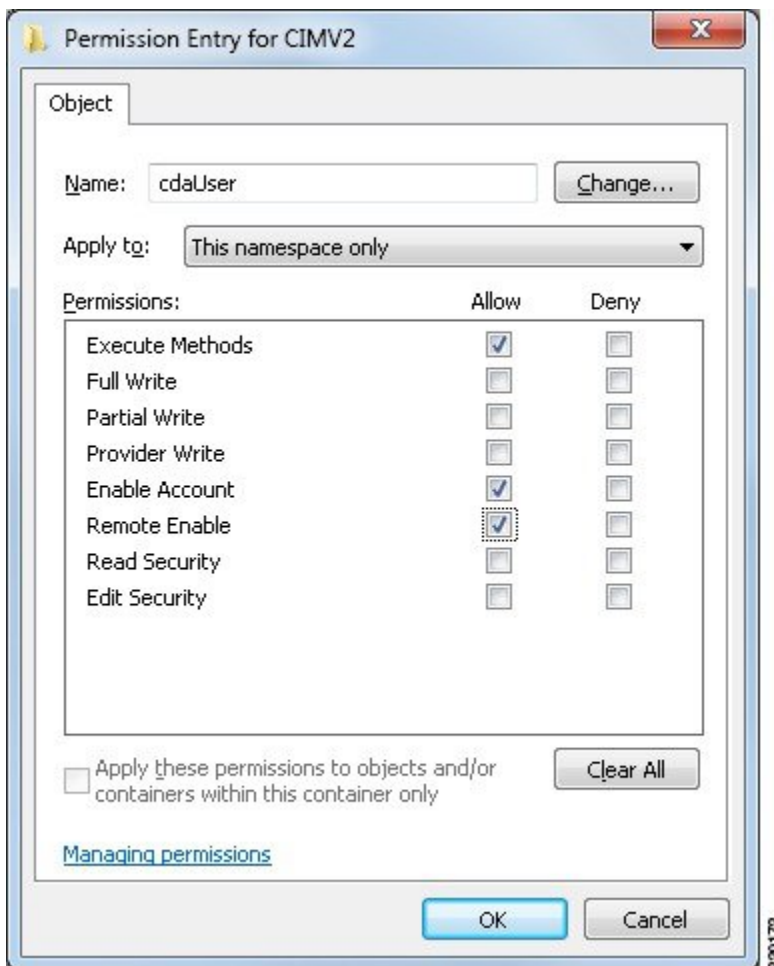 Permission Entry for CIMV2
Object
Name: cdaUser Change...
Apply to: This namespace only
Permissions: Allow Deny
Execute Methods
Full Write
Partial Write
Provider Write
Enable Account
Remote Enable
Read Security
Edit Security
Apply these permissions to objects and/or
containers within this container only
Clear All
Managing permissions
OK Cancel